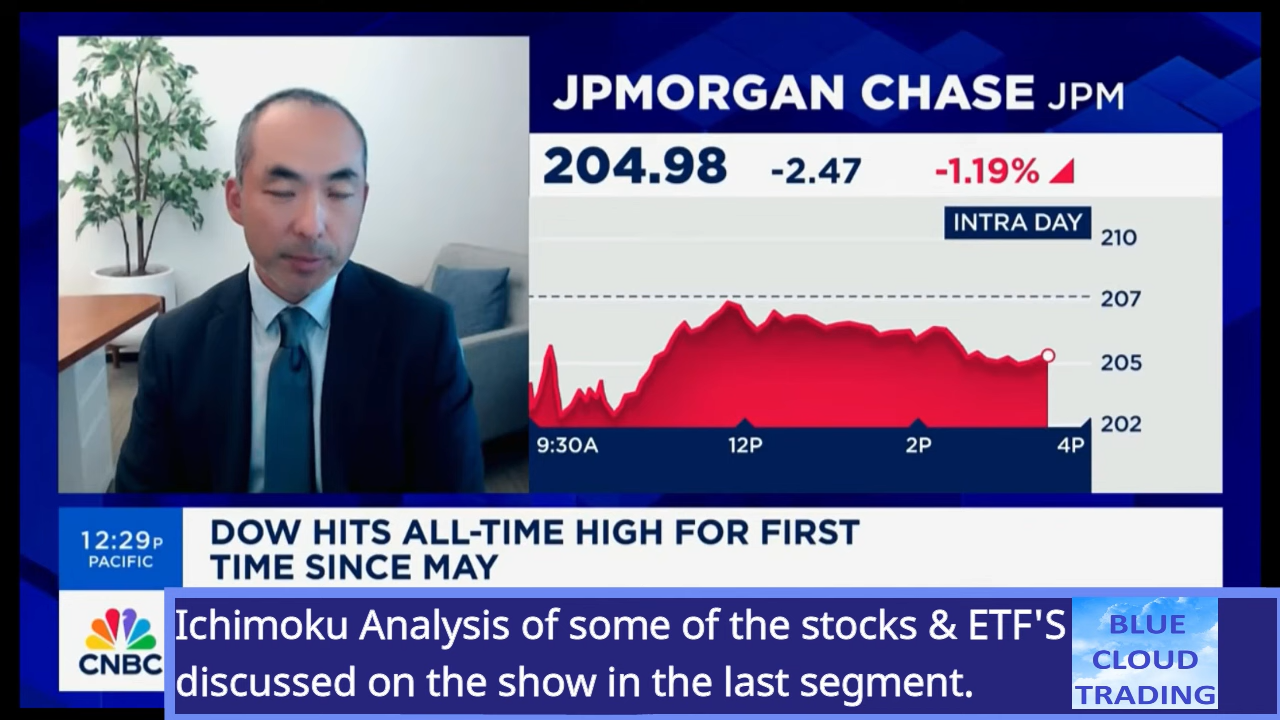 JPMORGAN CHASE JPM
204.98 -2.47 -1.19%
INTRA DAY
210
207
205
202
9:30A 12P 2P 4P
12:29P
PACIFIC
DOW HITS ALL-TIME HIGH FOR FIRST
TIME SINCE MAY
CNBC
Ichimoku Analysis of some of the stocks & ETF'S
discussed on the show in the last segment.
BLUE
CLOUD
TRADING